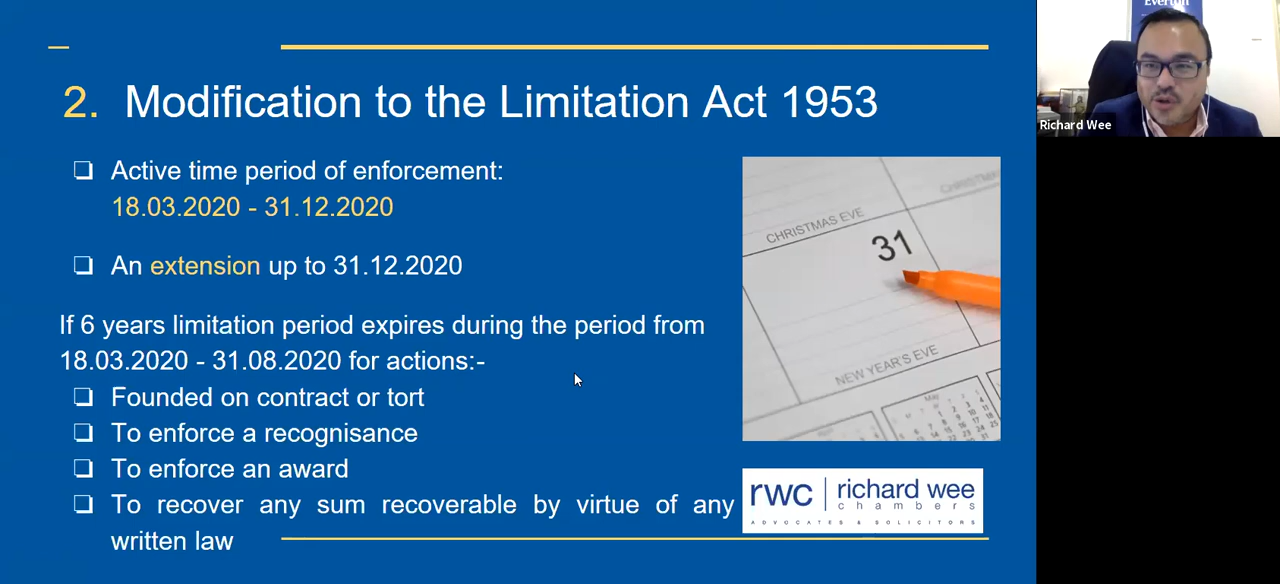 2. Modification to the Limitation Act 1953
Active time period of enforcement:
18.03.2020 - 31.12.2020
An extension up to 31.12.2020
If 6 years limitation period expires during the period from
18.03.2020 - 31.08.2020 for actions:-
Founded on contract or tort
To enforce a recognisance
To enforce an award
To recover any sum recoverable by virtue of any
written law
CHRISTMAS EVE
31
NEW YEAR'S EVE
May
rwc
richard wee
chambers
ADVOCATES & SOLICITORS
Everton
Richard Wee